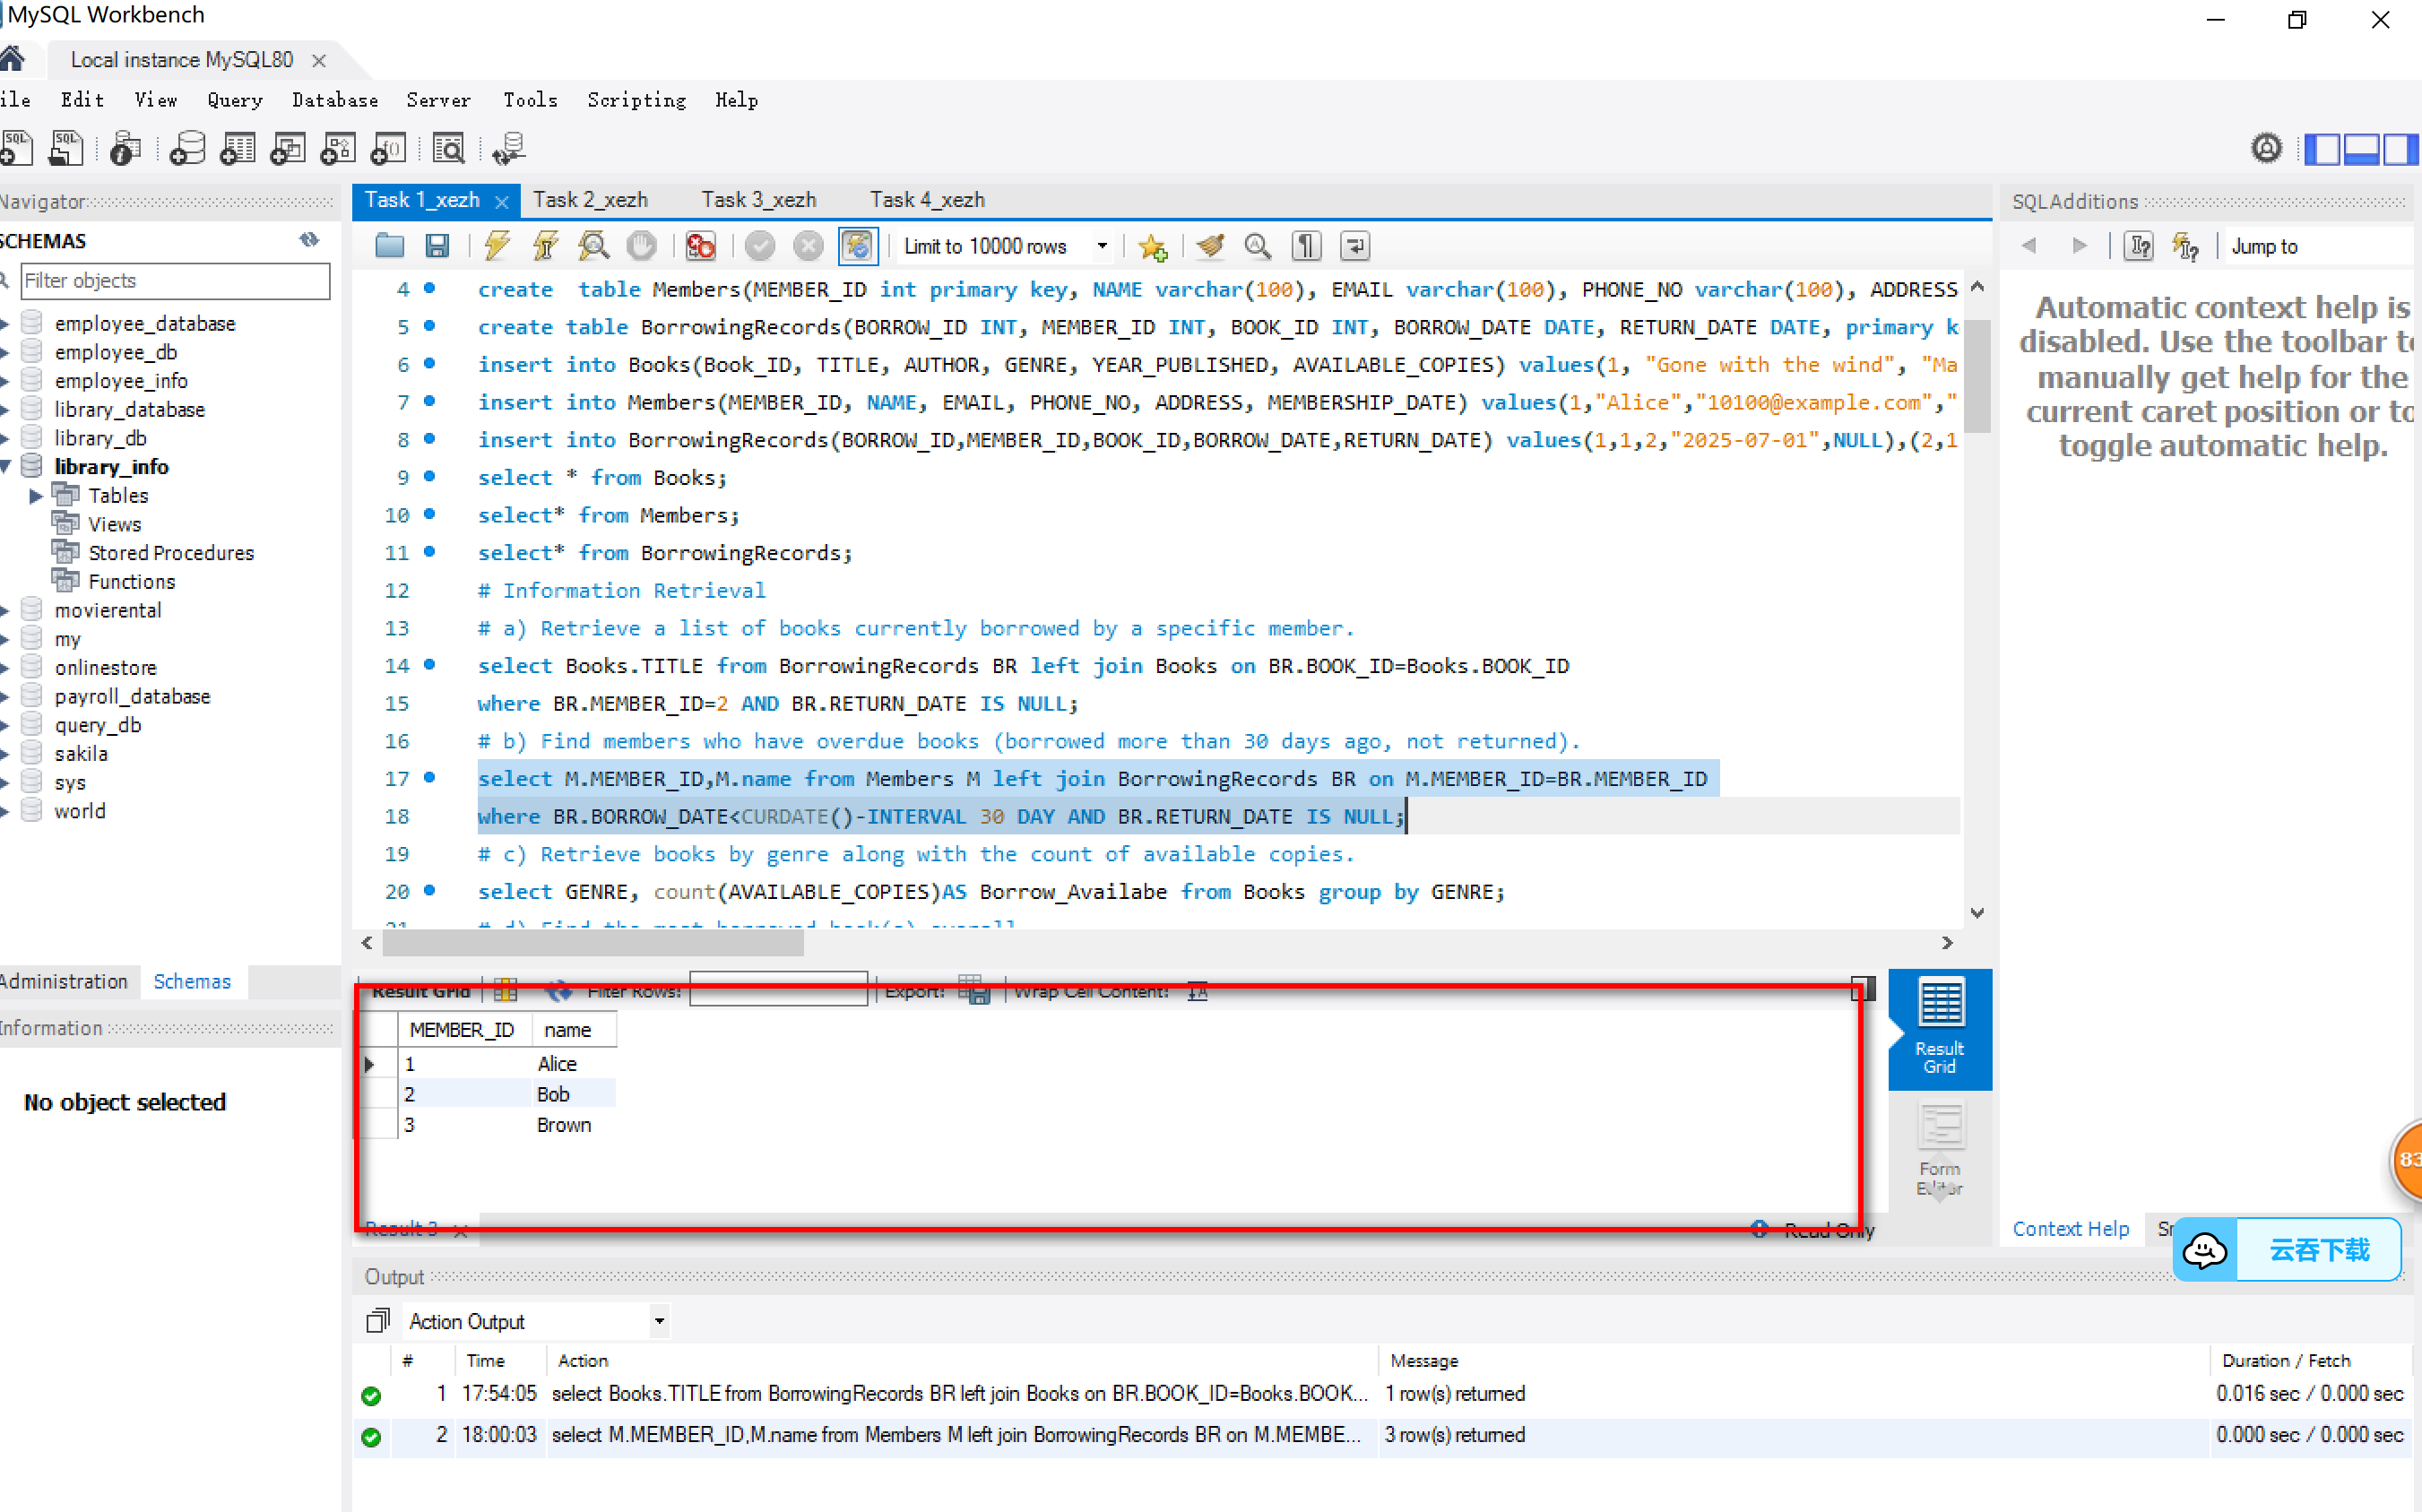 MySQL Workbench
Local instance MySQL80
ile Edit View Query Database Server Tools Scripting Help
Navigator
SCHEMAS
Filter objects
employee_database
employee_db
employee_info
library_database
library_db
library_info
Tables
Views
Stored Procedures
Functions
movierental
my
onlinestore
payroll_database
query_db
sakila
sys
world
Administration Schemas
Information
No object selected
Task 1_xezh Task 2_xezh Task 3_xezh Task 4_xezh
Limit to 10000 rows
4 create  table Members(MEMBER_ID int primary key, NAME varchar(100), EMAIL varchar(100), PHONE_NO varchar(100), ADDRESS
5 create table BorrowingRecords(BORROW_ID INT, MEMBER_ID INT, BOOK_ID INT, BORROW_DATE DATE, RETURN_DATE DATE, primary k
6 insert into Books(Book_ID, TITLE, AUTHOR, GENRE, YEAR_PUBLISHED, AVAILABLE_COPIES) values(1, "Gone with the wind", "Ma
7 insert into Members(MEMBER_ID, NAME, EMAIL, PHONE_NO, ADDRESS, MEMBERSHIP_DATE) values(1,"Alice","10100@example.com","
8 insert into BorrowingRecords(BORROW_ID,MEMBER_ID,BOOK_ID,BORROW_DATE,RETURN_DATE) values(1,1,2,"2025-07-01",NULL),(2,1
9 select * from Books;
10 select* from Members;
11 select* from BorrowingRecords;
12 # Information Retrieval
13 # a) Retrieve a list of books currently borrowed by a specific member.
14 select Books.TITLE from BorrowingRecords BR left join Books on BR.BOOK_ID=Books.BOOK_ID
15 where BR.MEMBER_ID=2 AND BR.RETURN_DATE IS NULL;
16 # b) Find members who have overdue books (borrowed more than 30 days ago, not returned).
17 select M.MEMBER_ID,M.name from Members M left join BorrowingRecords BR on M.MEMBER_ID=BR.MEMBER_ID
18 where BR.BORROW_DATE<CURDATE()-INTERVAL 30 DAY AND BR.RETURN_DATE IS NULL;
19 # c) Retrieve books by genre along with the count of available copies.
20 select GENRE, count(AVAILABLE_COPIES)AS Borrow_Availabe from Books group by GENRE;
21 # d) Find the most borrowed book(s) overall
Result Grid Filter Rows: Export: Wrap Cell Content: IA
MEMBER_ID name
1 Alice
2 Bob
3 Brown
Result Grid
Form Editor
Result 3 Read Only
SQLAdditions
Jump to
Automatic context help is
disabled. Use the toolbar to
manually get help for the
current caret position or to
toggle automatic help.
83
Context Help
云吞下载
Output
Action Output
# Time Action Message Duration / Fetch
1 17:54:05 select Books.TITLE from BorrowingRecords BR left join Books on BR.BOOK_ID=Books.BOOK... 1 row(s) returned 0.016 sec / 0.000 sec
2 18:00:03 select M.MEMBER_ID,M.name from Members M left join BorrowingRecords BR on M.MEMBE... 3 row(s) returned 0.000 sec / 0.000 sec